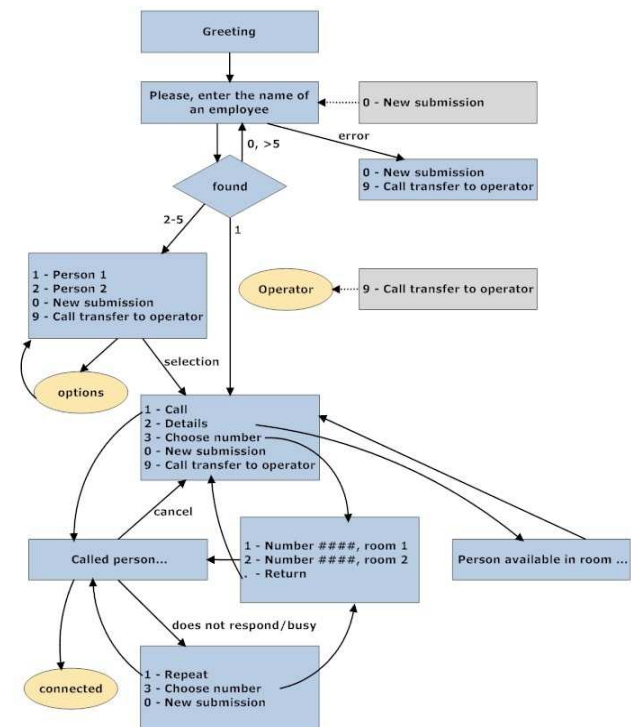 Greeting
Please, enter the name of
an employee
0 - New submission
error
0, >5
0 - New submission
9 - Call transfer to operator
found
2-5
1
1 - Person 1
2 - Person 2
0 - New submission
9 - Call transfer to operator
Operator
9 - Call transfer to operator
selection
options
1 - Call
2 - Details
3 - Choose number
0 - New submission
9 - Call transfer to operator
cancel
Called person...
1 - Number ####, room 1
2 - Number ####, room 2
. - Return
Person available in room ...
does not respond/busy
connected
1 - Repeat
3 - Choose number
0 - New submission